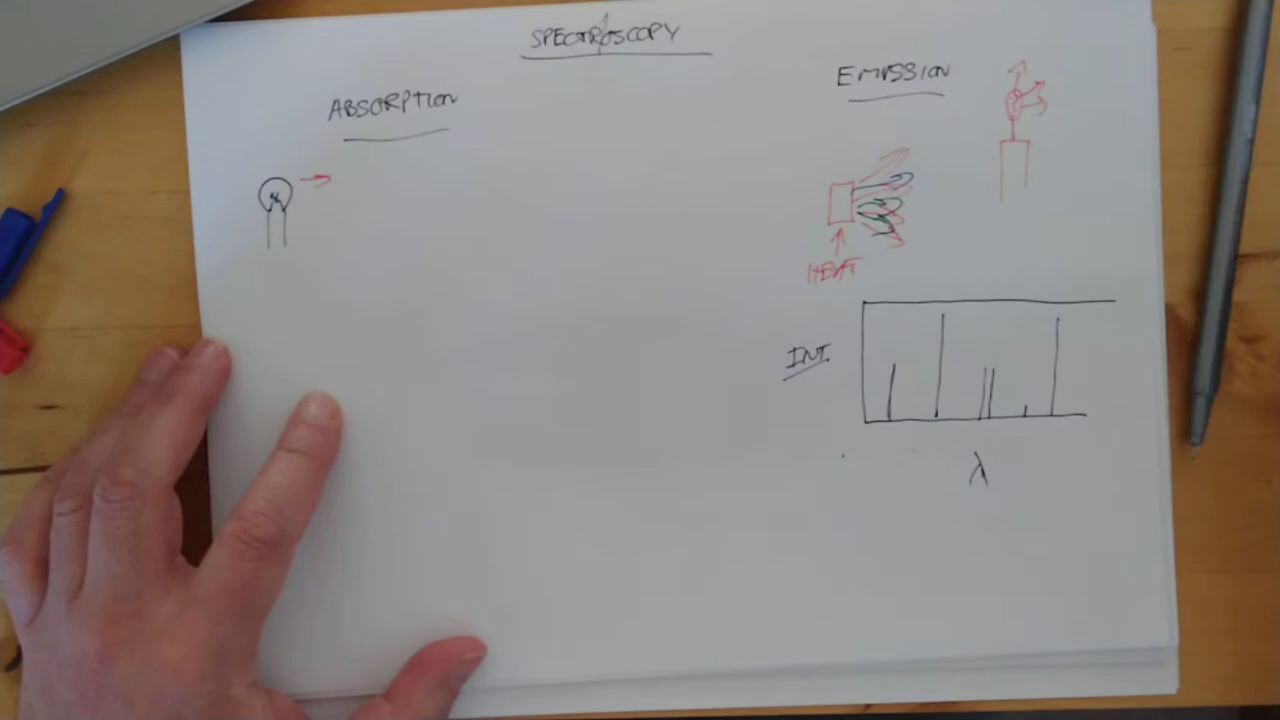 SPECTROSCOPY
ABSORPTION
EMISSION
HEAT
INT.
λ